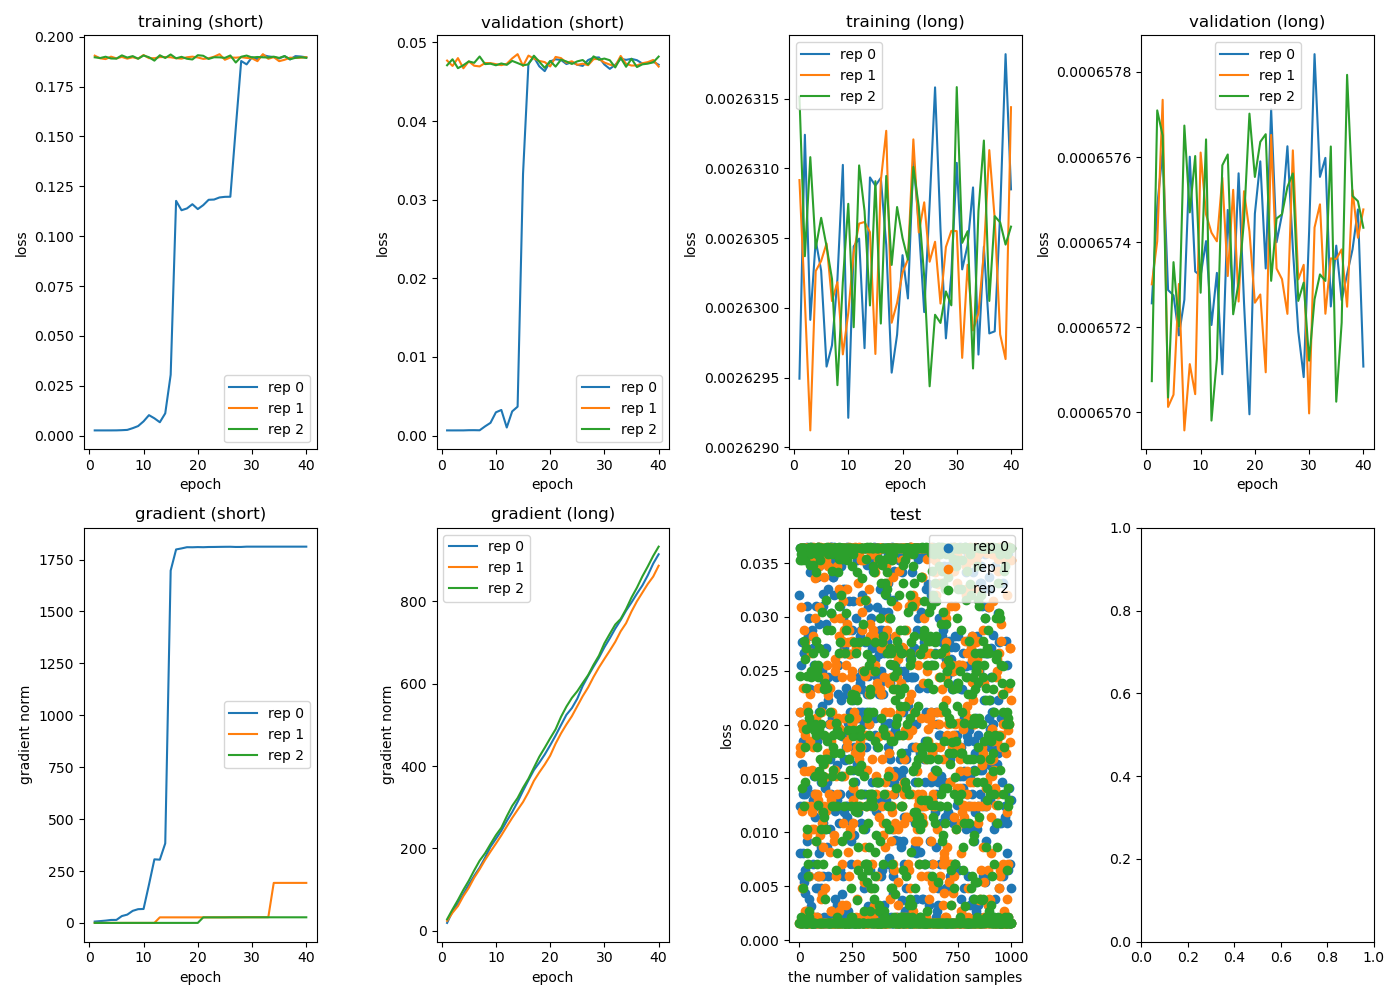 training (short)
0.200
0.175
0.150
0.125
0.100
0.075
0.050
0.025
0.000
loss
rep 0
rep 1
rep 2
0 10 20 30 40
epoch
validation (short)
0.05
0.04
0.03
0.02
0.01
0.00
loss
rep 0
rep 1
rep 2
0 10 20 30 40
epoch
training (long)
0.0026315
0.0026310
0.0026305
0.0026300
0.0026295
0.0026290
loss
rep 0
rep 1
rep 2
0 10 20 30 40
epoch
validation (long)
0.0006578
0.0006576
0.0006574
0.0006572
0.0006570
loss
rep 0
rep 1
rep 2
0 10 20 30 40
epoch
gradient (short)
1750
1500
1250
1000
750
500
250
0
gradient norm
rep 0
rep 1
rep 2
0 10 20 30 40
epoch
gradient (long)
800
600
400
200
0
gradient norm
rep 0
rep 1
rep 2
0 10 20 30 40
epoch
test
0.035
0.030
0.025
0.020
0.015
0.010
0.005
0.000
loss
rep 0
rep 1
rep 2
0 250 500 750 1000
the number of validation samples
1.0
0.8
0.6
0.4
0.2
0.0
0.0 0.2 0.4 0.6 0.8 1.0